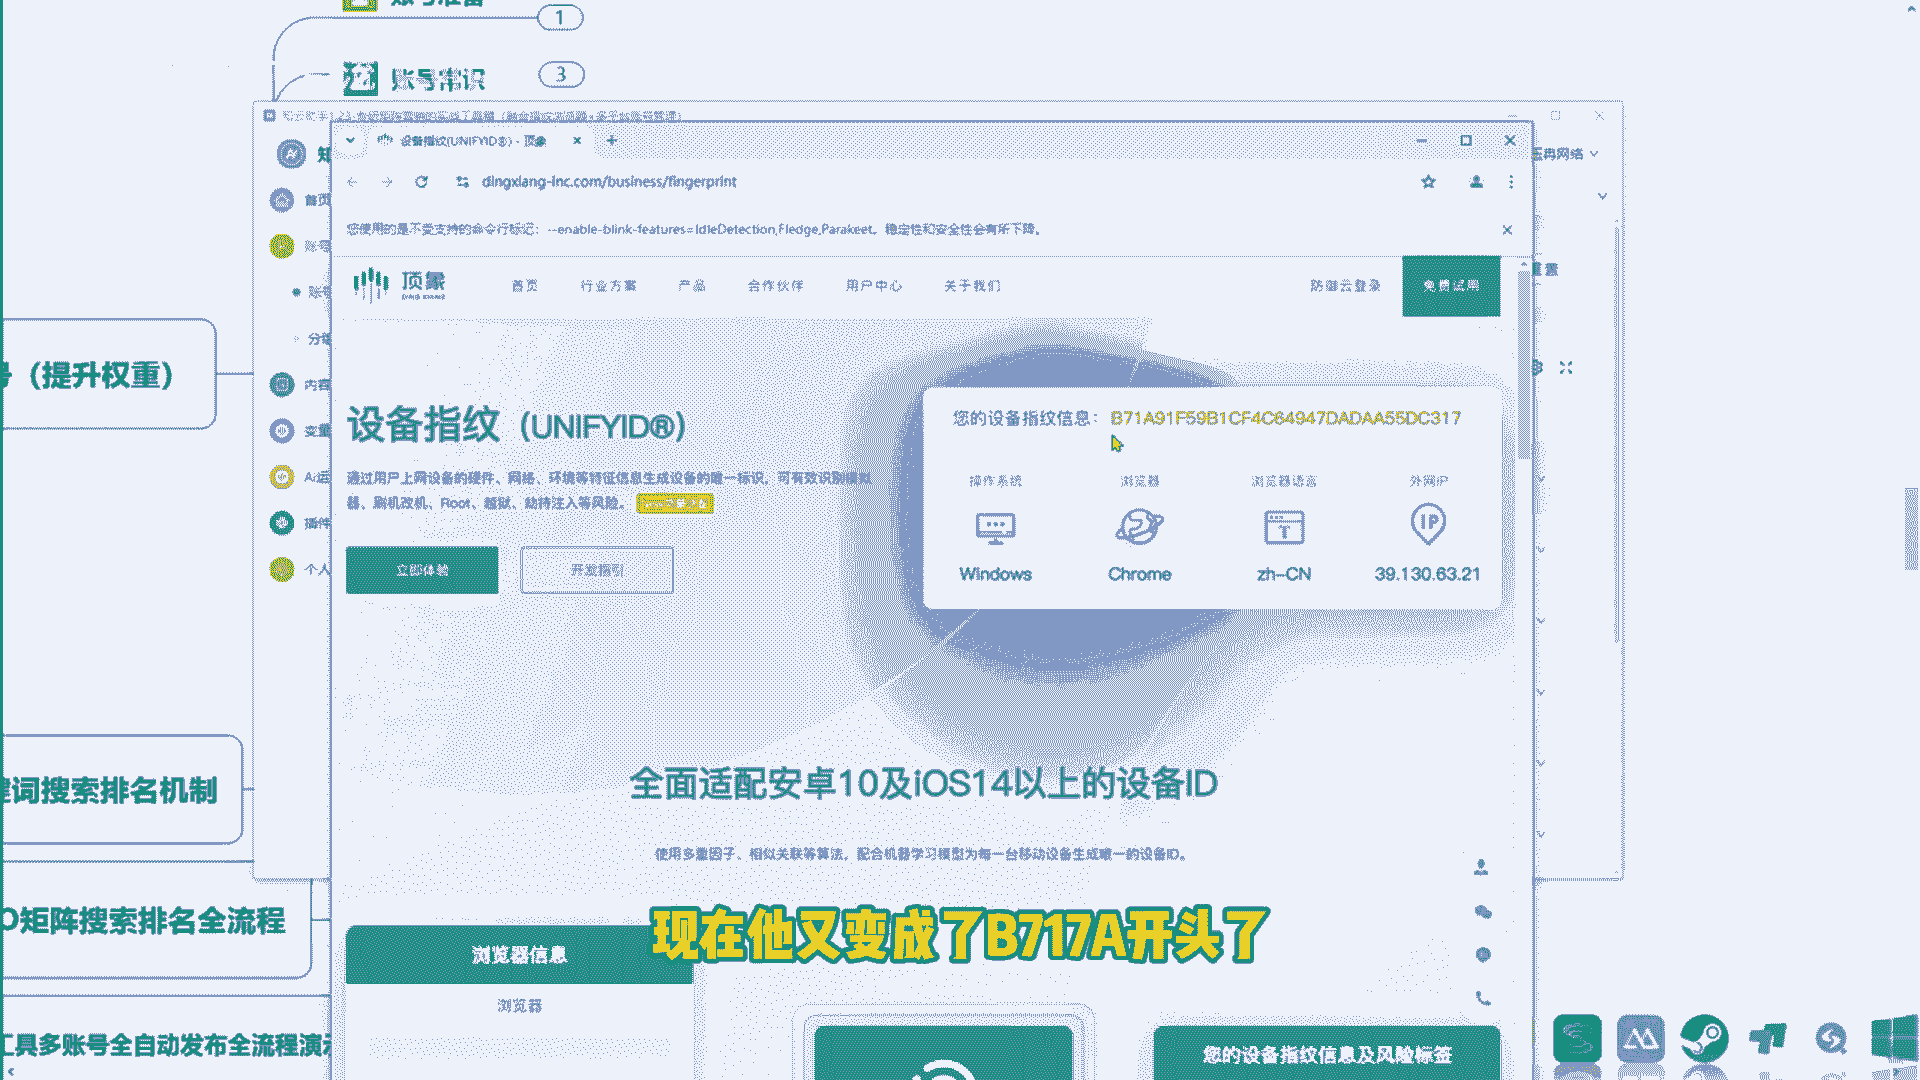 1
账号常识
3
设备指纹(UNIFYID®) - 顶象
dingxiang-inc.com/business/fingerprint
您使用的是不受支持的命令行标记：--enable-blink-features=IdleDetection,Fledge,Parakeet。稳定性和安全性会有所下降。
顶象
首页
行业方案
产品
合作伙伴
用户中心
关于我们
防御云登录
免费试用
首页
内容
变量
插件
个人
号（提升权重）
设备指纹（UNIFYID®）
通过用户上网设备的硬件、网络、环境等特征信息生成设备的唯一标识，可有效识别模拟
器、刷机改机、Root、越狱、劫持注入等风险。
立即体验
开发指引
您的设备指纹信息：B71A91F59B1CF4C64947DADAA55DC317
操作系统
浏览器
浏览器语言
外网IP
Windows
Chrome
zh-CN
39.130.63.21
全面适配安卓10及iOS14以上的设备ID
使用多重因子、相似关联等算法，配合机器学习模型为每一台移动设备生成唯一的设备ID。
键词搜索排名机制
O矩阵搜索排名全流程
工具多账号全自动发布全流程演示
浏览器信息
浏览器
现在他又变成了B717A开头了
您的设备指纹信息及风险标签